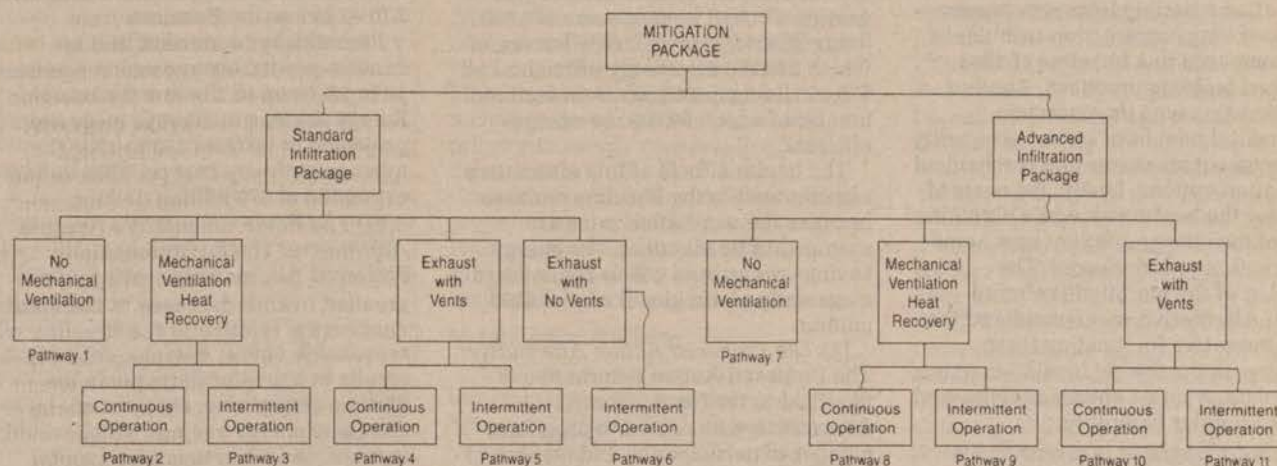 MITIGATION
PACKAGE
Standard
Infiltration
Package
Advanced
Infiltration
Package
No
Mechanical
Ventilation
Pathway 1
Mechanical
Ventilation
Heat
Recovery
Exhaust
with
Vents
Exhaust
with
No Vents
No
Mechanical
Ventilation
Pathway 7
Mechanical
Ventilation
Heat
Recovery
Exhaust
with
Vents
Continuous
Operation
Pathway 2
Intermittent
Operation
Pathway 3
Continuous
Operation
Pathway 4
Intermittent
Operation
Pathway 5
Intermittent
Operation
Pathway 6
Continuous
Operation
Pathway 8
Intermittent
Operation
Pathway 9
Continuous
Operation
Pathway 10
Intermittent
Operation
Pathway 11